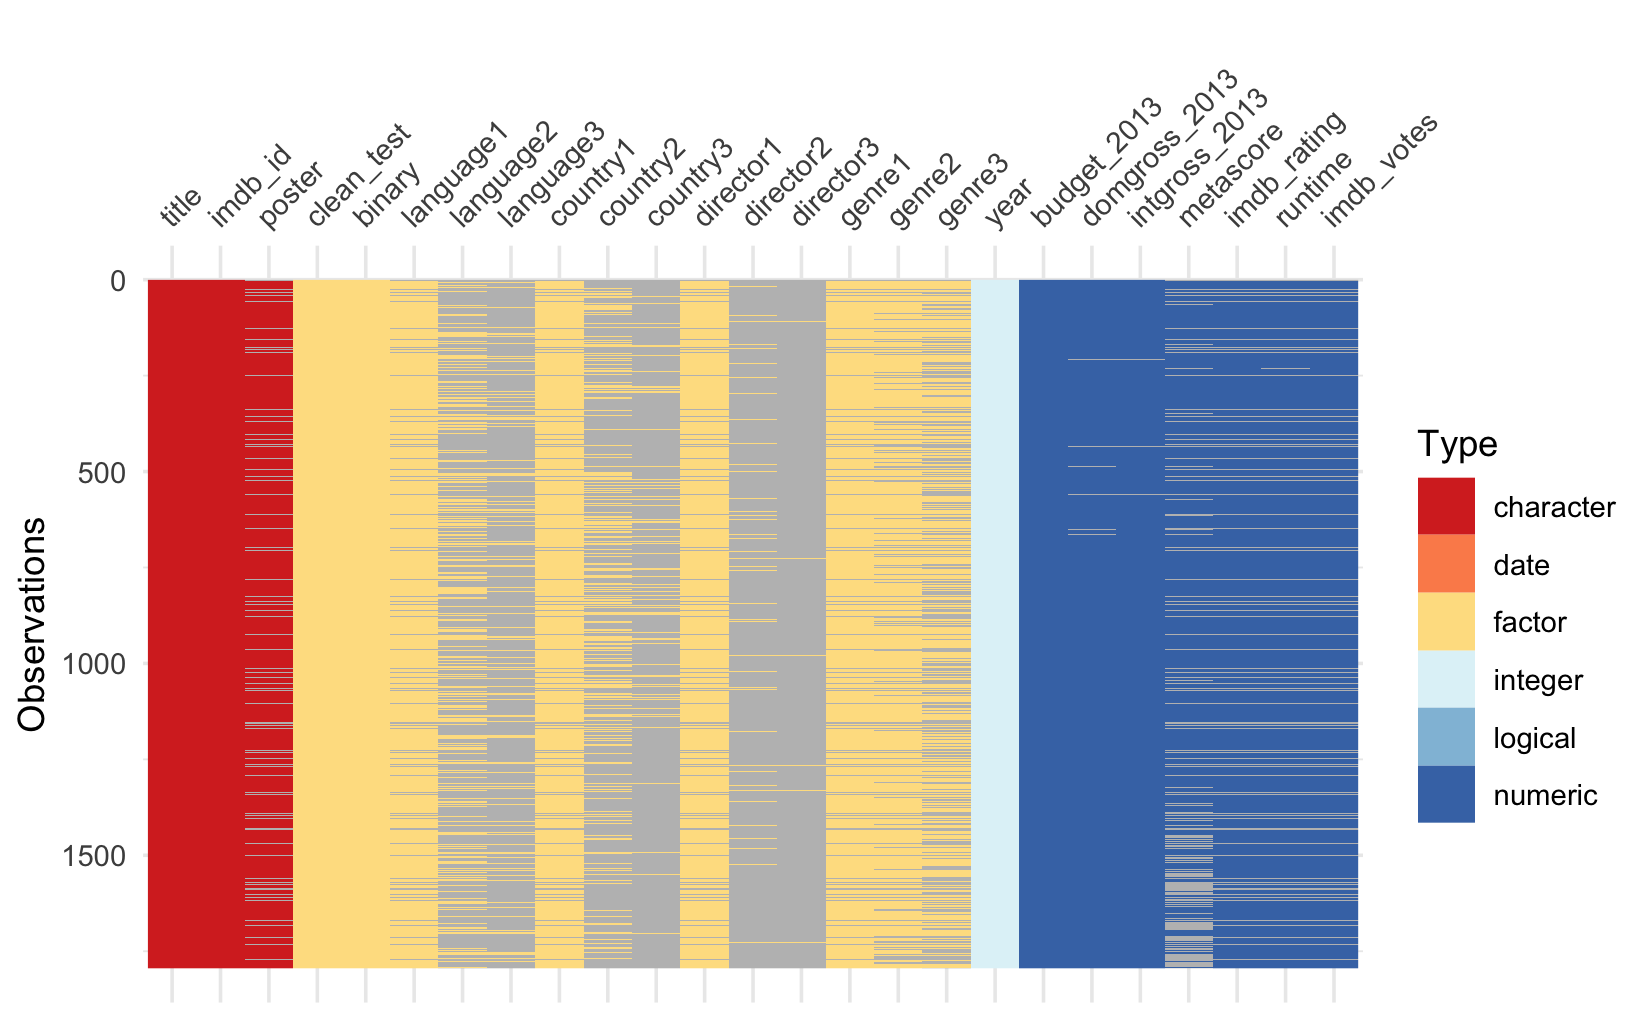 title
imdb_id
poster
clean_test
binary
language1
language2
language3
country1
country2
country3
director1
director2
director3
genre1
genre2
genre3
year
budget_2013
domgross_2013
intgross_2013
metascore
imdb_rating
runtime
imdb_votes
0
500
1000
1500
Observations
Type
character
date
factor
integer
logical
numeric